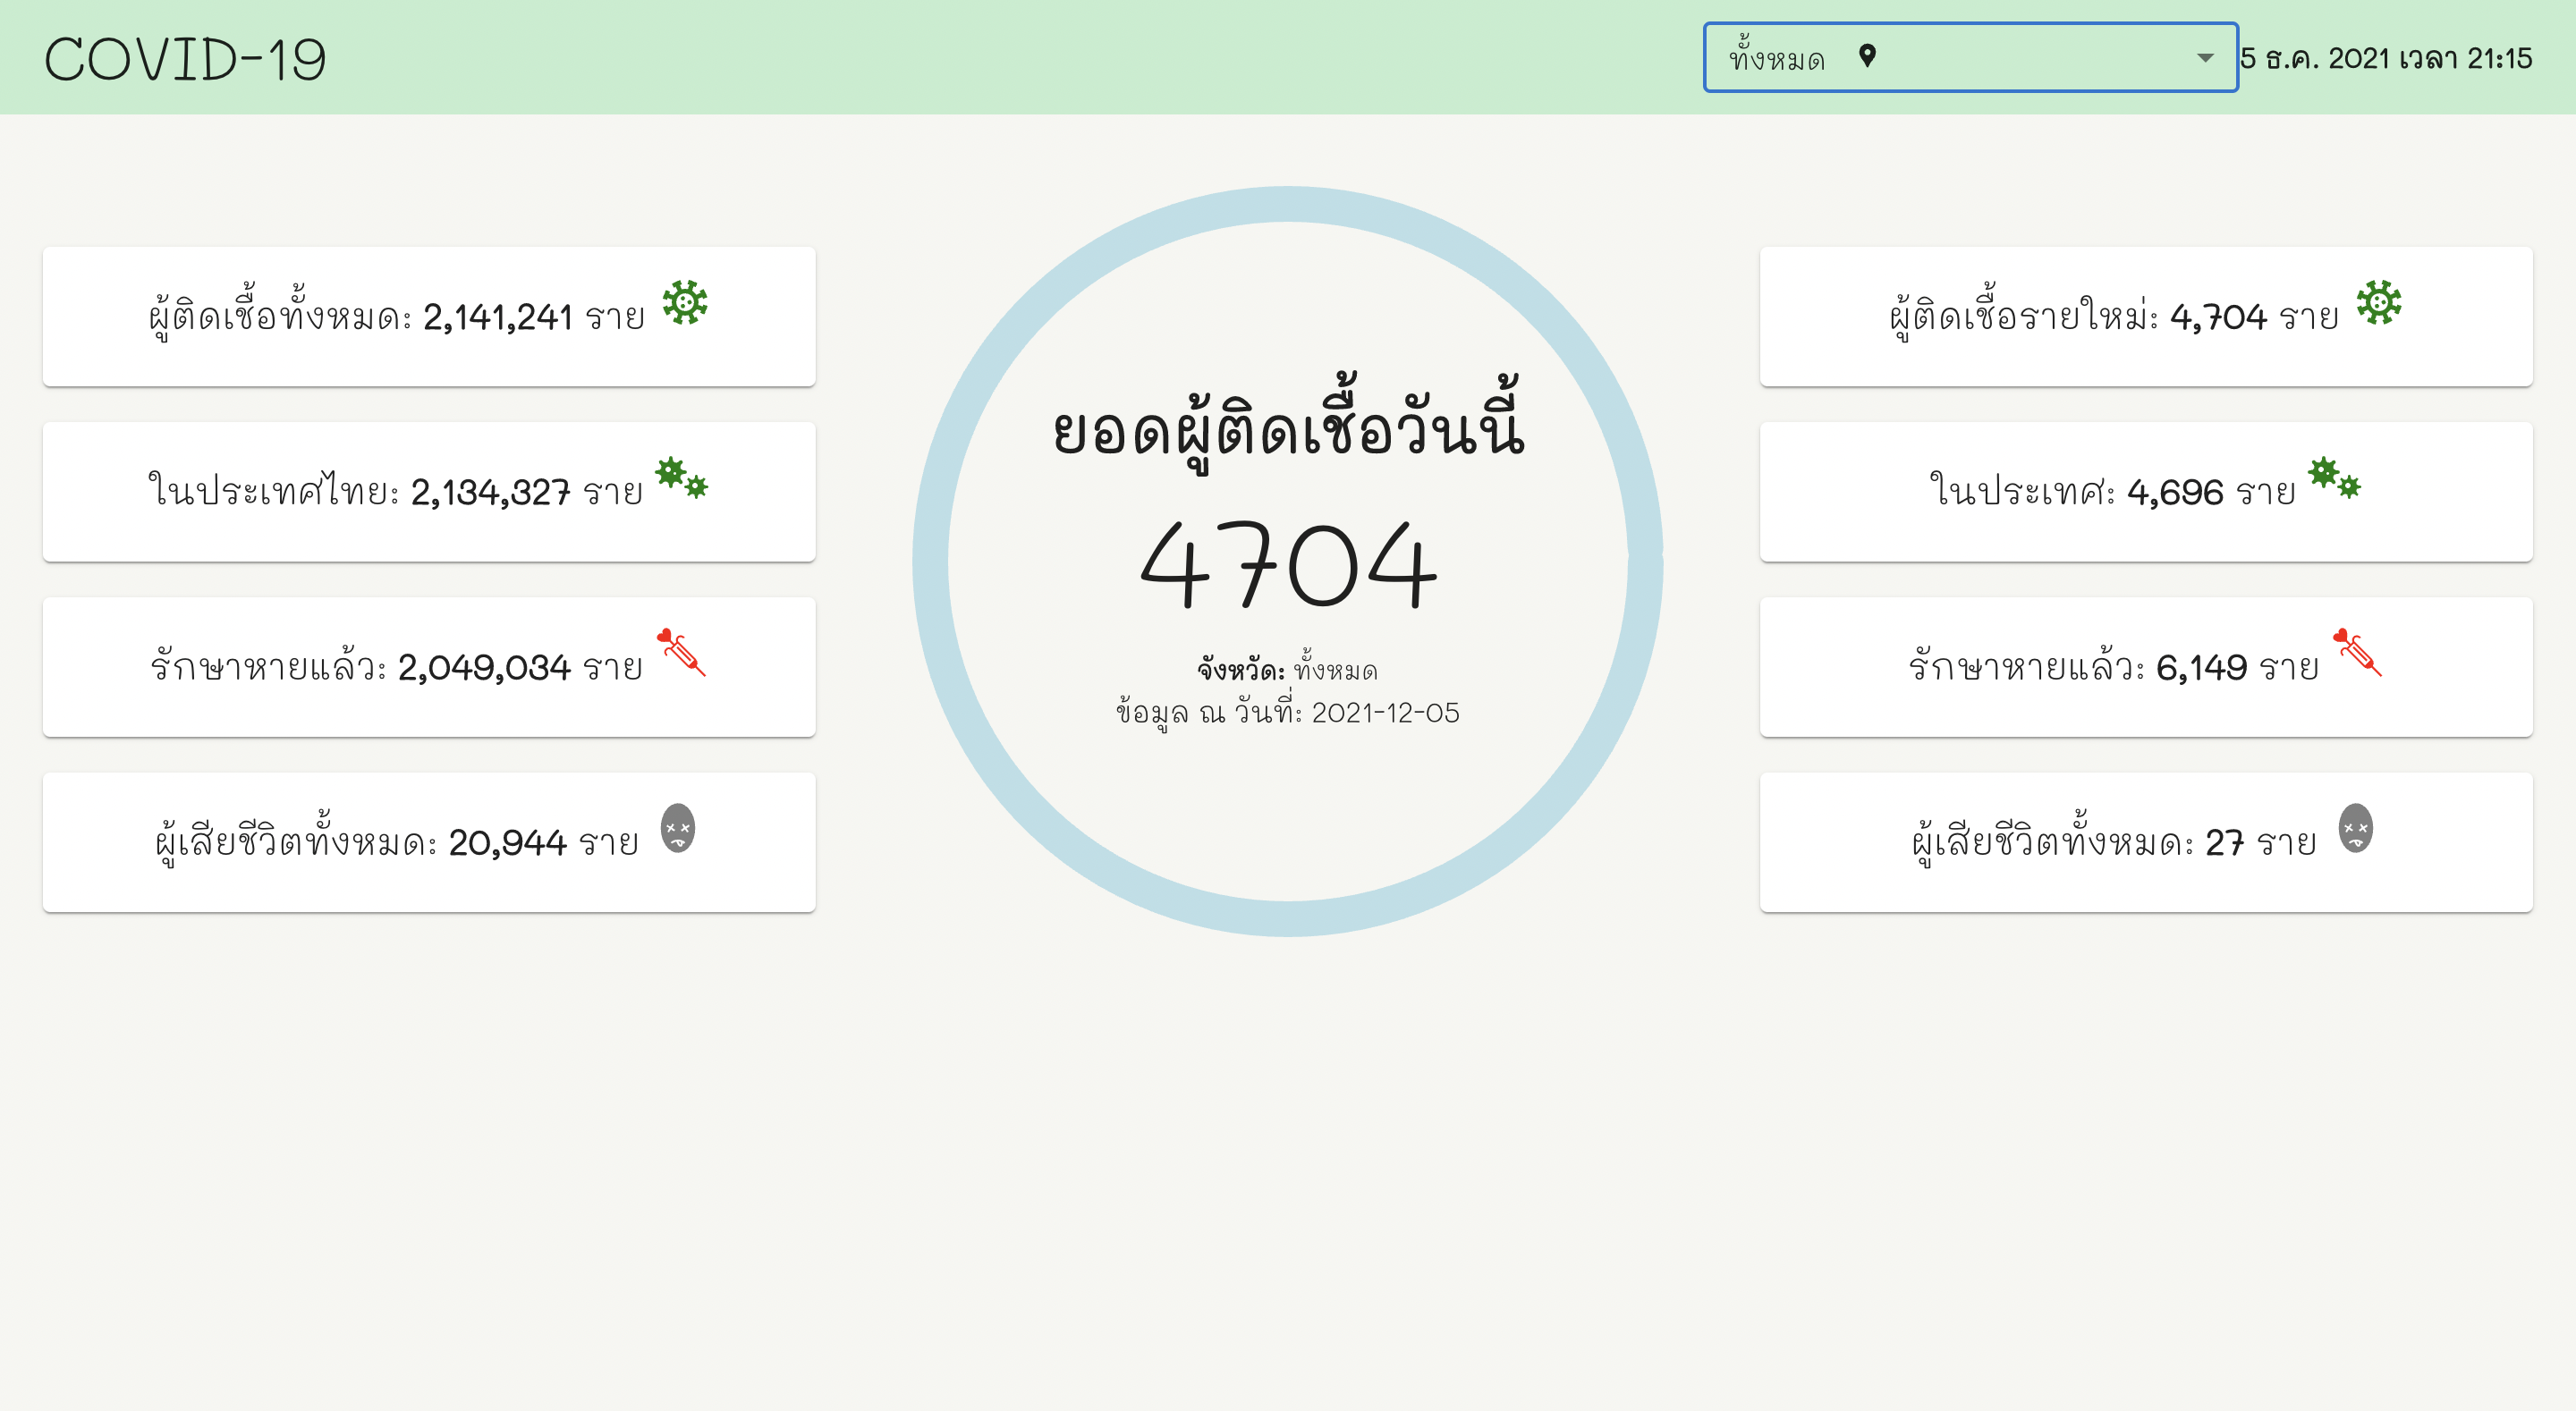 COVID-19
ทั้งหมด
5 ธ.ค. 2021 เวลา 21:15
ผู้ติดเชื้อทั้งหมด: 2,141,241 ราย
ในประเทศไทย: 2,134,327 ราย
รักษาหายแล้ว: 2,049,034 ราย
ผู้เสียชีวิตทั้งหมด: 20,944 ราย
ยอดผู้ติดเชื้อวันนี้
4704
จังหวัด: ทั้งหมด
ข้อมูล ณ วันที่: 2021-12-05
ผู้ติดเชื้อรายใหม่: 4,704 ราย
ในประเทศ: 4,696 ราย
รักษาหายแล้ว: 6,149 ราย
ผู้เสียชีวิตทั้งหมด: 27 ราย